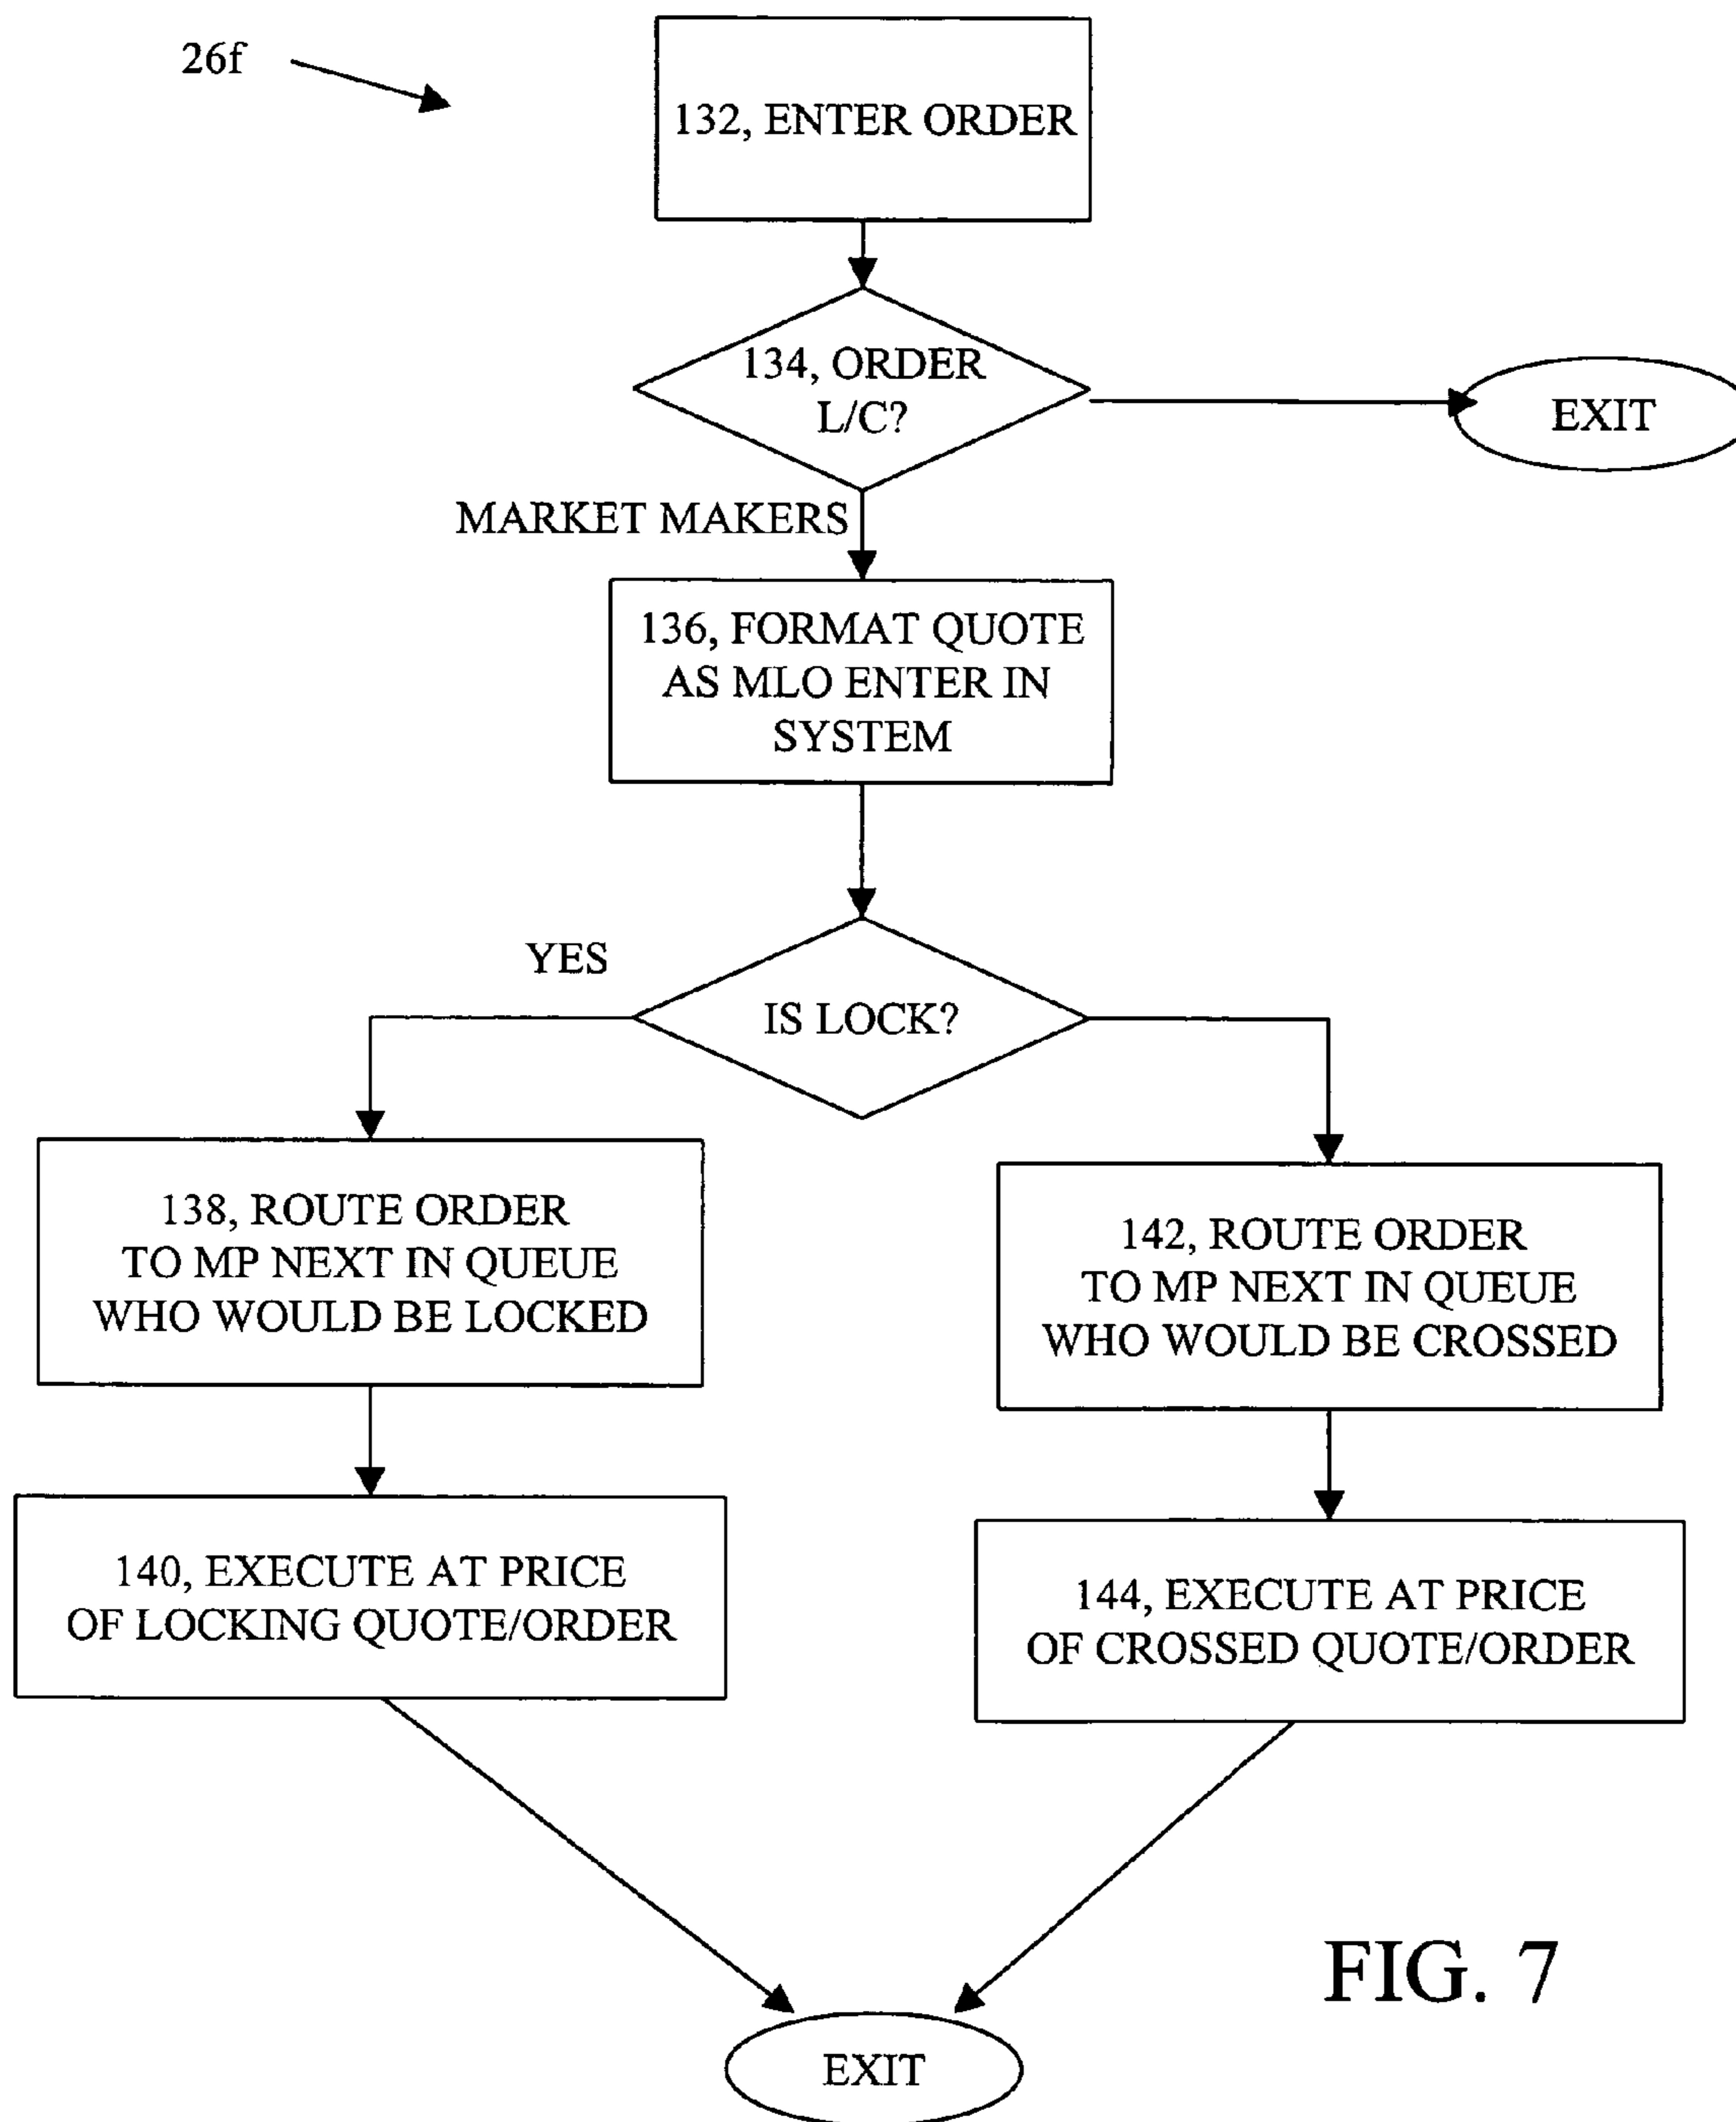 26f
132, ENTER ORDER
134, ORDER
L/C?
EXIT
MARKET MAKERS
136, FORMAT QUOTE
AS MLO ENTER IN
SYSTEM
YES
IS LOCK?
138, ROUTE ORDER
TO MP NEXT IN QUEUE
WHO WOULD BE LOCKED
142, ROUTE ORDER
TO MP NEXT IN QUEUE
WHO WOULD BE CROSSED
140, EXECUTE AT PRICE
OF LOCKING QUOTE/ORDER
144, EXECUTE AT PRICE
OF CROSSED QUOTE/ORDER
FIG. 7
EXIT